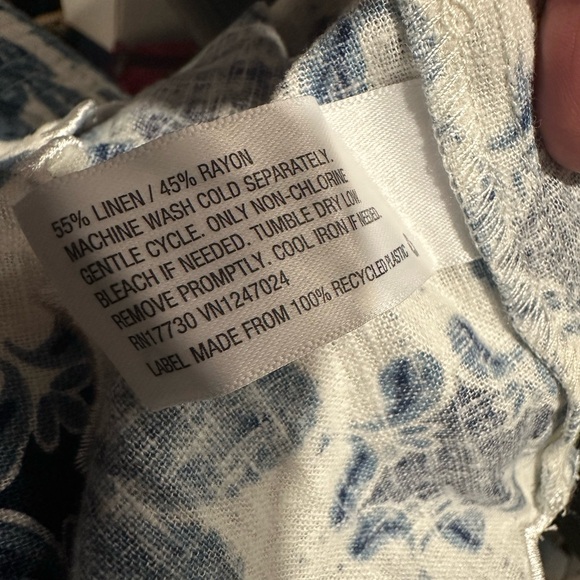 55% LINEN / 45% RAYON
MACHINE WASH COLD SEPARATELY.
GENTLE CYCLE. ONLY NON-CHLORINE
BLEACH IF NEEDED. TUMBLE DRY LOW.
REMOVE PROMPTLY. COOL IRON IF NEEDED.
RN17730 VN1247024
LABEL MADE FROM 100% RECYCLED PLASTIC